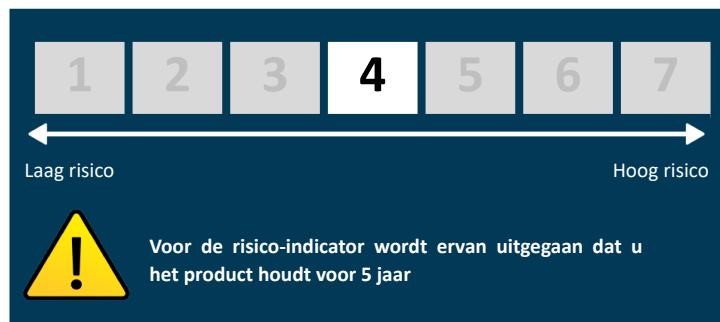 1 2 3 4 5 6 7
Laag risico Hoog risico
!
Voor de risico-indicator wordt ervan uitgegaan dat u
het product houdt voor 5 jaar